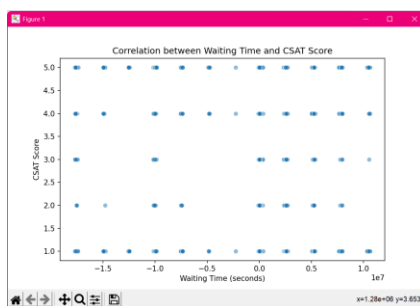 Figure 1
Correlation between Waiting Time and CSAT Score
5.0
4.5
4.0
3.5
3.0
2.5
2.0
1.5
1.0
CSAT Score
−1.5 −1.0 −0.5 0.0 0.5 1.0
1e7
Waiting Time (seconds)
x=1.28e+06 y=3.693